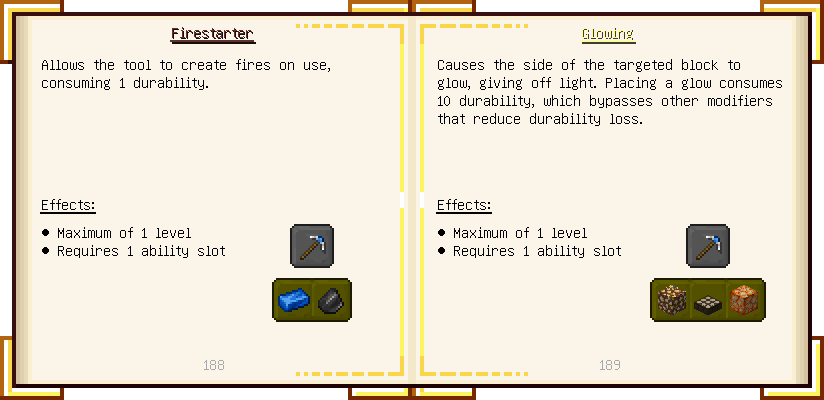 Firestarter
Allows the tool to create fires on use,
consuming 1 durability.
Effects:
● Maximum of 1 level
● Requires 1 ability slot
188
Glowing
Causes the side of the targeted block to
glow, giving off light. Placing a glow consumes
10 durability, which bypasses other modifiers
that reduce durability loss.
Effects:
● Maximum of 1 level
● Requires 1 ability slot
189